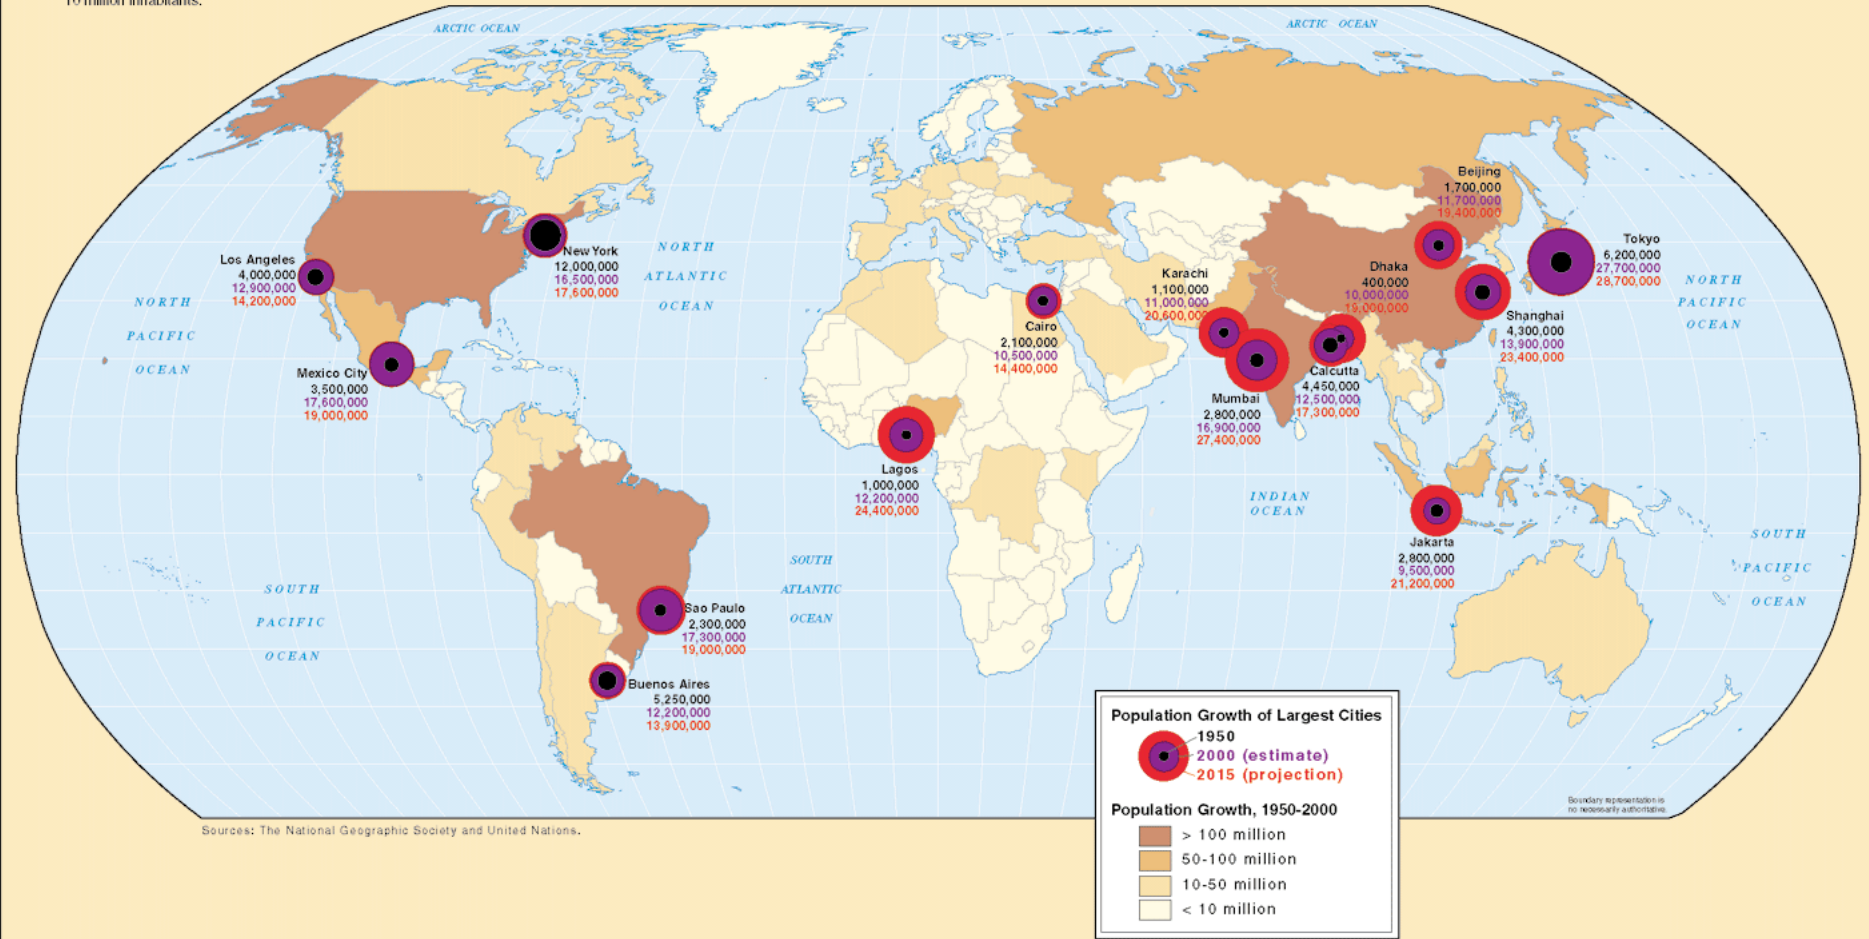 10 million inhabitants.
ARCTIC OCEAN
ARCTIC OCEAN
Beijing
1,700,000
11,700,000
19,400,000
Tokyo
6,200,000
27,700,000
28,700,000
New York
12,000,000
16,500,000
17,600,000
NORTH
ATLANTIC
OCEAN
Los Angeles
4,000,000
12,900,000
14,200,000
NORTH
PACIFIC
OCEAN
Karachi
1,100,000
11,000,000
20,600,000
Dhaka
400,000
10,000,000
19,000,000
NORTH
PACIFIC
OCEAN
Shanghai
4,300,000
13,900,000
23,400,000
Cairo
2,100,000
10,500,000
14,400,000
Mexico City
3,500,000
17,600,000
19,000,000
Calcutta
4,450,000
12,500,000
17,300,000
Mumbai
2,800,000
16,900,000
27,400,000
Lagos
1,000,000
12,200,000
24,400,000
INDIAN
OCEAN
Jakarta
2,800,000
9,500,000
21,200,000
SOUTH
PACIFIC
OCEAN
SOUTH
ATLANTIC
OCEAN
SOUTH
PACIFIC
OCEAN
Sao Paulo
2,300,000
17,300,000
19,000,000
Buenos Aires
5,250,000
12,200,000
13,900,000
Population Growth of Largest Cities
1950
2000 (estimate)
2015 (projection)
Population Growth, 1950-2000
> 100 million
50-100 million
10-50 million
< 10 million
Boundary representation is
no necessarily authoritative.
Sources: The National Geographic Society and United Nations.